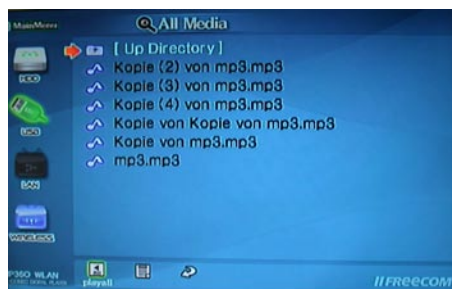 MainMenu
All Media
[ Up Directory ]
HDD
Kopie (2) von mp3.mp3
Kopie (3) von mp3.mp3
Kopie (4) von mp3.mp3
Kopie von Kopie von mp3.mp3
USB
Kopie von mp3.mp3
mp3.mp3
LAN
WIRELESS
P350 WLAN
playall
FREECOM